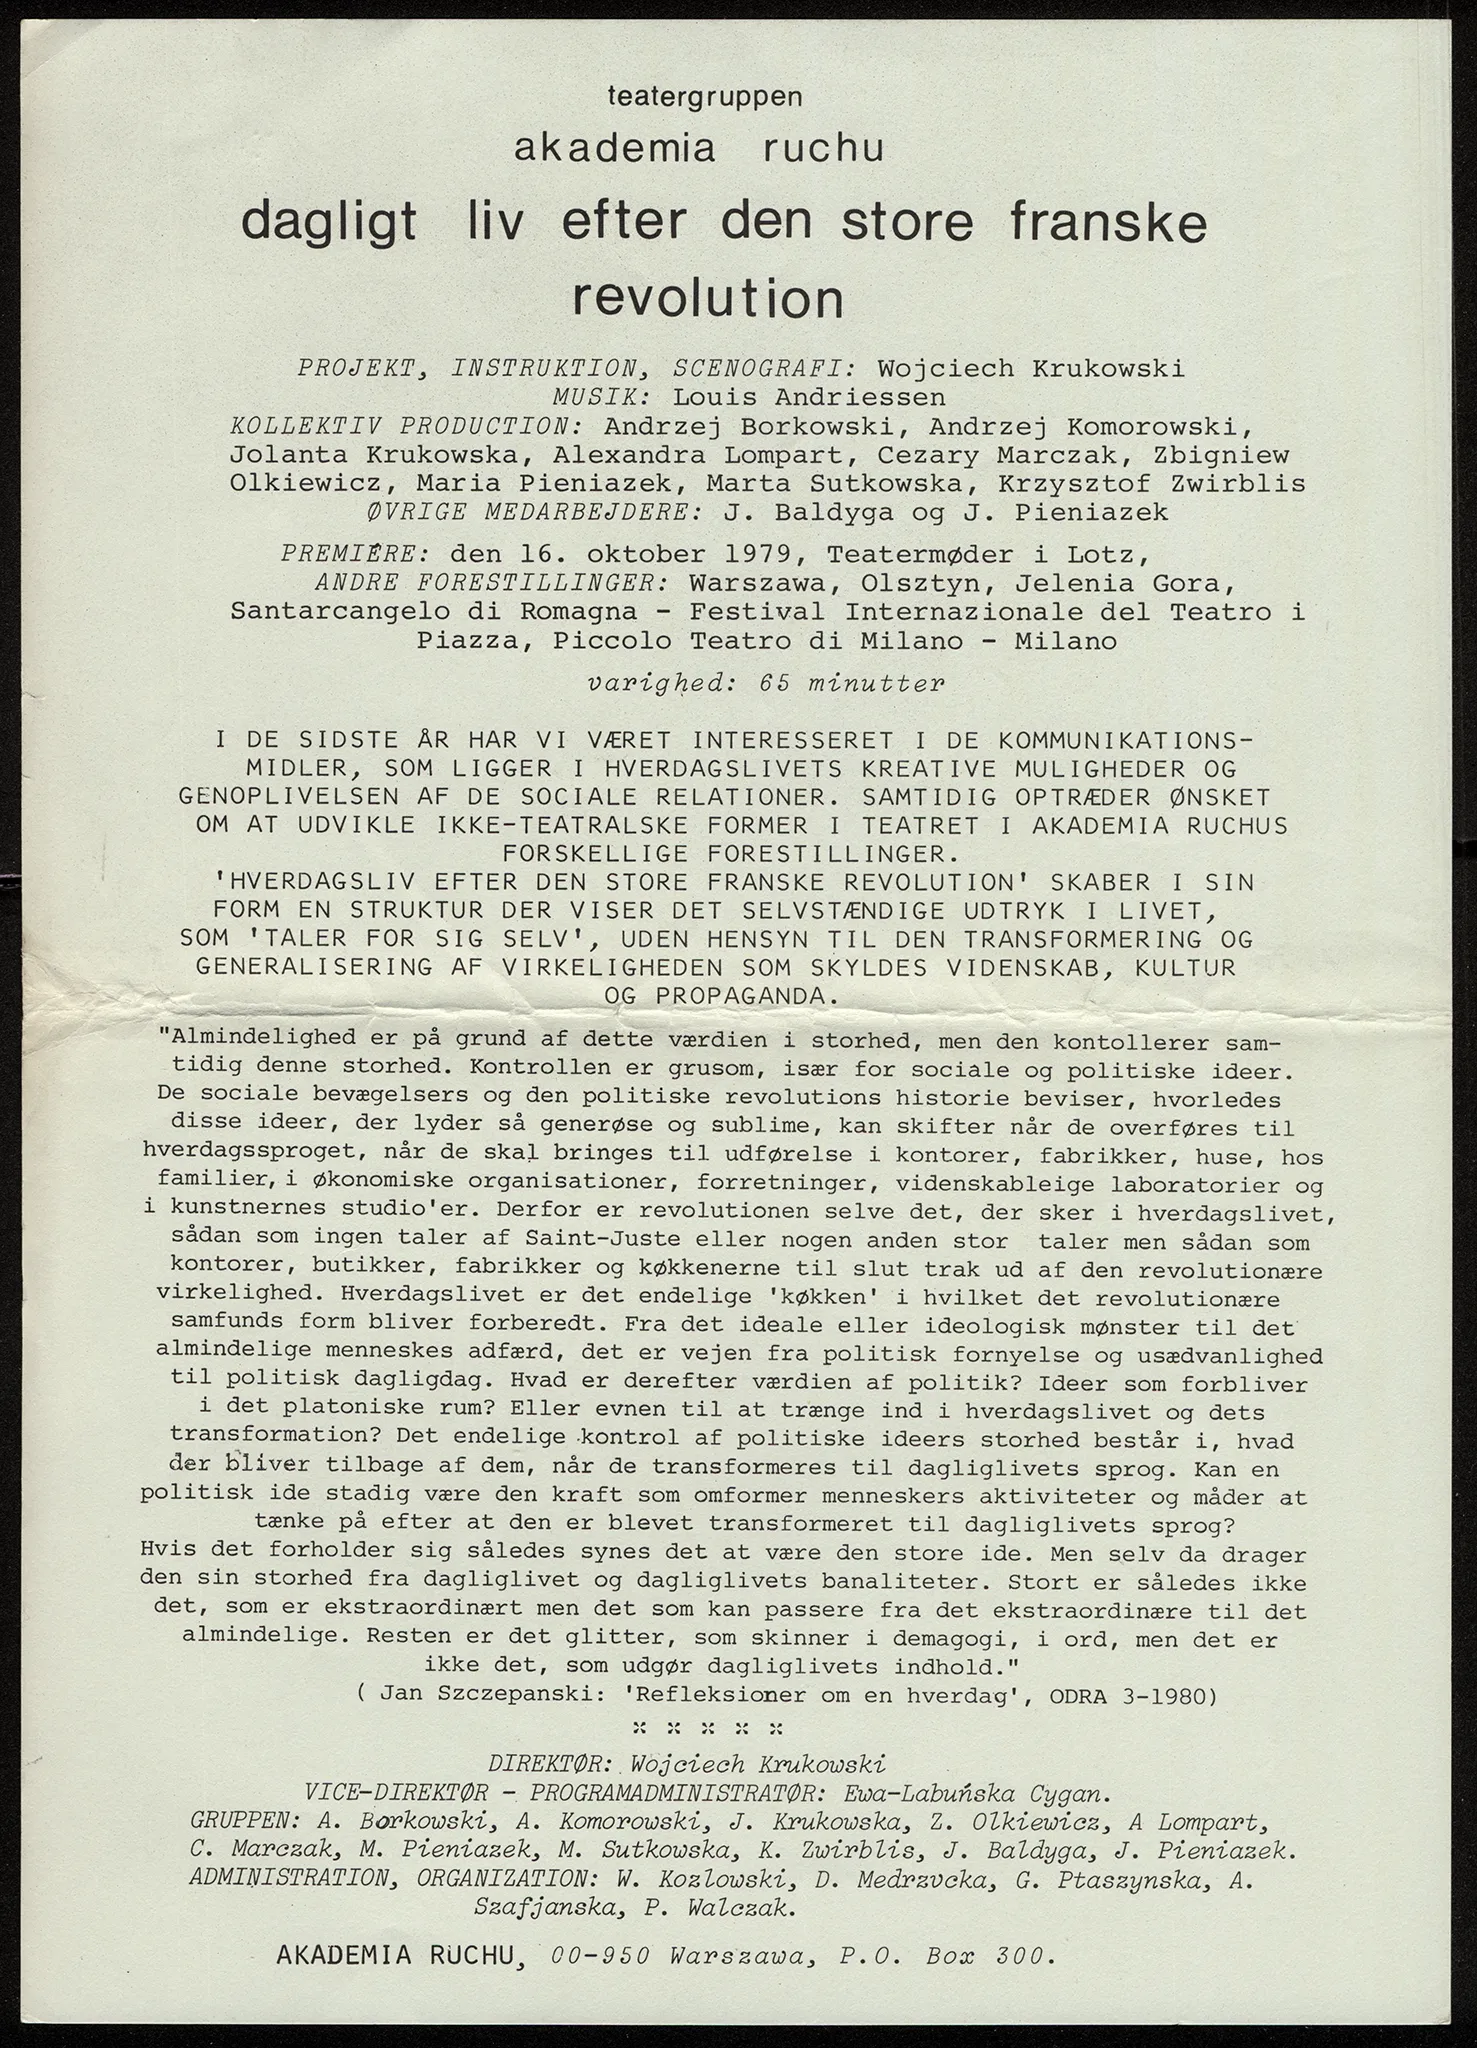 teatergruppen
akademia ruchu
dagligt liv efter den store franske
revolution
PROJEKT, INSTRUKTION, SCENOGRAFI: Wojciech Krukowski
MUSIK: Louis Andriessen
KOLLEKTIV PRODUCTION: Andrzej Borkowski, Andrzej Komorowski,
Jolanta Krukowska, Alexandra Lompart, Cezary Marczak, Zbigniew
Olkiewicz, Maria Pieniazek, Marta Sutkowska, Krzysztof Zwirblis
ØVRIGE MEDARBEJDERE: J. Baldyga og J. Pieniazek
PREMIÈRE: den 16. oktober 1979, Teatermøder i Lotz,
ANDRE FORESTILLINGER: Warszawa, Olsztyn, Jelenia Gora,
Santarcangelo di Romagna - Festival Internazionale del Teatro i
Piazza, Piccolo Teatro di Milano - Milano
varighed: 65 minutter
I DE SIDSTE ÅR HAR VI VÆRET INTERESSERET I DE KOMMUNIKATIONS-
MIDLER, SOM LIGGER I HVERDAGSLIVETS KREATIVE MULIGHEDER OG
GENOPLIVELSEN AF DE SOCIALE RELATIONER. SAMTIDIG OPTRÆDER ØNSKET
OM AT UDVIKLE IKKE-TEATRALSKE FORMER I TEATRET I AKADEMIA RUCHUS
FORSKELLIGE FORESTILLINGER.
'HVERDAGSLIV EFTER DEN STORE FRANSKE REVOLUTION' SKABER I SIN
FORM EN STRUKTUR DER VISER DET SELVSTÆNDIGE UDTRYK I LIVET,
SOM 'TALER FOR SIG SELV', UDEN HENSYN TIL DEN TRANSFORMERING OG
GENERALISERING AF VIRKELIGHEDEN SOM SKYLDES VIDENSKAB, KULTUR
OG PROPAGANDA.
"Almindelighed er på grund af dette værdien i storhed, men den kontollerer sam-
tidig denne storhed. Kontrollen er grusom, især for sociale og politiske ideer.
De sociale bevægelsers og den politiske revolutions historie beviser, hvorledes
disse ideer, der lyder så generøse og sublime, kan skifter når de overføres til
hverdagssproget, når de skal bringes til udførelse i kontorer, fabrikker, huse, hos
familier, i økonomiske organisationer, forretninger, videnskableige laboratorier og
i kunstnernes studio'er. Derfor er revolutionen selve det, der sker i hverdagslivet,
sådan som ingen taler af Saint-Juste eller nogen anden stor taler men sådan som
kontorer, butikker, fabrikker og køkkenerne til slut trak ud af den revolutionære
virkelighed. Hverdagslivet er det endelige 'køkken' i hvilket det revolutionære
samfunds form bliver forberedt. Fra det ideale eller ideologisk mønster til det
almindelige menneskes adfærd, det er vejen fra politisk fornyelse og usædvanlighed
til politisk dagligdag. Hvad er derefter værdien af politik? Ideer som forbliver
i det platoniske rum? Eller evnen til at trænge ind i hverdagslivet og dets
transformation? Det endelige kontrol af politiske ideers storhed består i, hvad
der bliver tilbage af dem, når de transformeres til dagliglivets sprog. Kan en
politisk ide stadig være den kraft som omformer menneskers aktiviteter og måder at
tænke på efter at den er blevet transformeret til dagliglivets sprog?
Hvis det forholder sig således synes det at være den store ide. Men selv da drager
den sin storhed fra dagliglivet og dagliglivets banaliteter. Stort er således ikke
det, som er ekstraordinært men det som kan passere fra det ekstraordinære til det
almindelige. Resten er det glitter, som skinner i demagogi, i ord, men det er
ikke det, som udgør dagliglivets indhold."
( Jan Szczepanski: 'Refleksioner om en hverdag', ODRA 3-1980)
DIREKTØR: Wojciech Krukowski
VICE-DIREKTØR - PROGRAMADMINISTRATØR: Ewa-Labuńska Cygan.
GRUPPEN: A. Borkowski, A. Komorowski, J. Krukowska, Z. Olkiewicz, A Lompart,
C. Marczak, M. Pieniazek, M. Sutkowska, K. Zwirblis, J. Baldyga, J. Pieniazek.
ADMINISTRATION, ORGANIZATION: W. Kozlowski, D. Medrzvcka, G. Ptaszynska, A.
Szafjanska, P. Walczak.
AKADEMIA RUCHU, 00-950 Warszawa, P.O. Box 300.